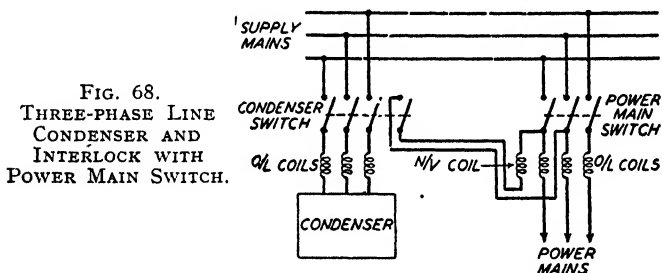 FIG. 68.
THREE-PHASE LINE
CONDENSER AND
INTERLOCK WITH
POWER MAIN SWITCH.
SUPPLY
MAINS
CONDENSER
SWITCH
POWER
MAIN
SWITCH
O/L COILS
N/V COIL
O/L COILS
CONDENSER
POWER
MAINS